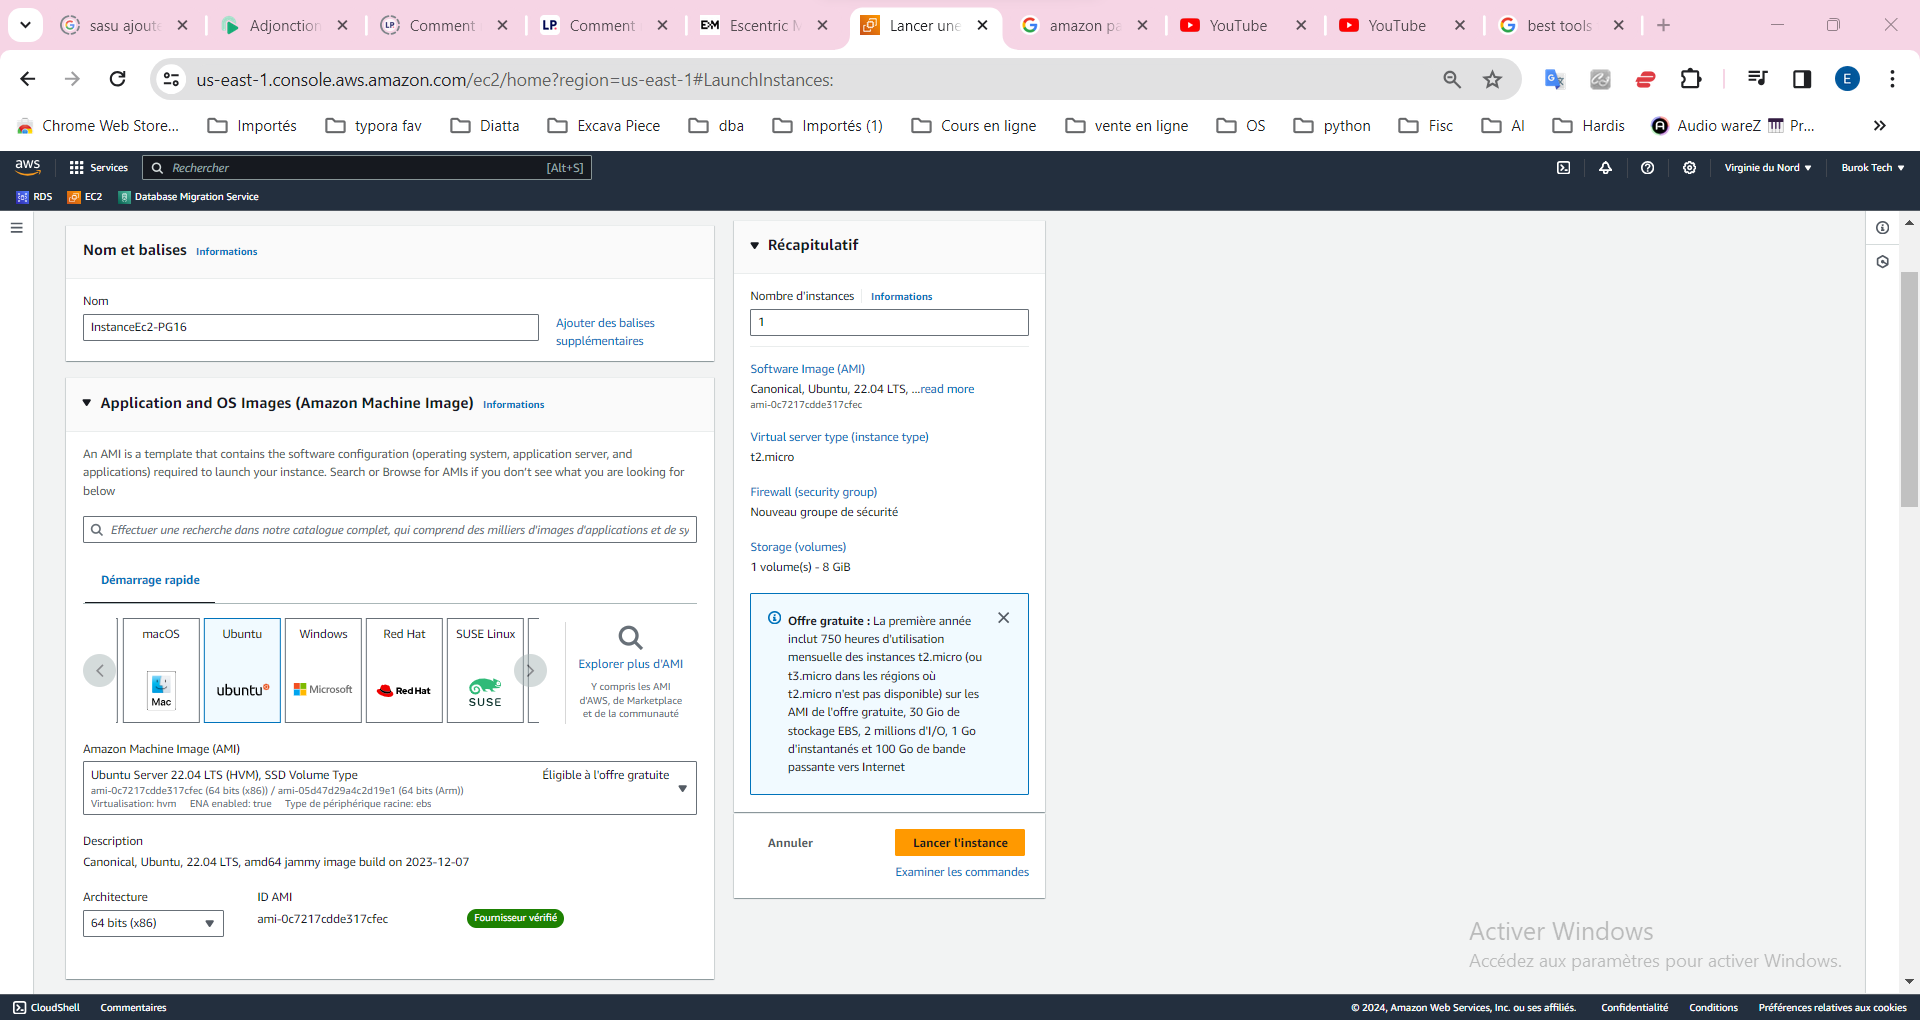 sasu ajoute
Adjonction
Comment
Comment
Escentric M
Lancer une
amazon pa
YouTube
YouTube
best tools
us-east-1.console.aws.amazon.com/ec2/home?region=us-east-1#LaunchInstances:
E
Chrome Web Store...
Importés
typora fav
Diatta
Excava Piece
dba
Importés (1)
Cours en ligne
vente en ligne
OS
python
Fisc
AI
Hardis
Audio wareZ
Pr...
aws
Services
Rechercher
[Alt+S]
Virginie du Nord
Burok Tech
RDS
EC2
Database Migration Service
Nom et balises
Informations
Nom
InstanceEc2-PG16
Ajouter des balises
supplémentaires
Application and OS Images (Amazon Machine Image)
Informations
An AMI is a template that contains the software configuration (operating system, application server, and
applications) required to launch your instance. Search or Browse for AMIs if you don't see what you are looking for
below
Effectuer une recherche dans notre catalogue complet, qui comprend des milliers d'images d'applications et de sy
Démarrage rapide
macOS
Mac
Ubuntu
ubuntu
Windows
Microsoft
Red Hat
Red Hat
SUSE Linux
SUSE
Explorer plus d'AMI
Y compris les AMI
d'AWS, de Marketplace
et de la communauté
Amazon Machine Image (AMI)
Ubuntu Server 22.04 LTS (HVM), SSD Volume Type
Éligible à l'offre gratuite
ami-0c7217cdde317cfec (64 bits (x86)) / ami-05d47d29a4c2d19e1 (64 bits (Arm))
Virtualisation: hvm
ENA enabled: true
Type de périphérique racine: ebs
Description
Canonical, Ubuntu, 22.04 LTS, amd64 jammy image build on 2023-12-07
Architecture
64 bits (x86)
ID AMI
ami-0c7217cdde317cfec
Fournisseur vérifié
Récapitulatif
Nombre d'instances
Informations
1
Software Image (AMI)
Canonical, Ubuntu, 22.04 LTS, ...read more
ami-0c7217cdde317cfec
Virtual server type (instance type)
t2.micro
Firewall (security group)
Nouveau groupe de sécurité
Storage (volumes)
1 volume(s) - 8 GiB
Offre gratuite : La première année
inclut 750 heures d'utilisation
mensuelle des instances t2.micro (ou
t3.micro dans les régions où
t2.micro n'est pas disponible) sur les
AMI de l'offre gratuite, 30 Gio de
stockage EBS, 2 millions d'I/O, 1 Go
d'instantanés et 100 Go de bande
passante vers Internet
Annuler
Lancer l'instance
Examiner les commandes
Activer Windows
Accédez aux paramètres pour activer Windows.
CloudShell
Commentaires
© 2024, Amazon Web Services, Inc. ou ses affiliés.
Confidentialité
Conditions
Préférences relatives aux cookies